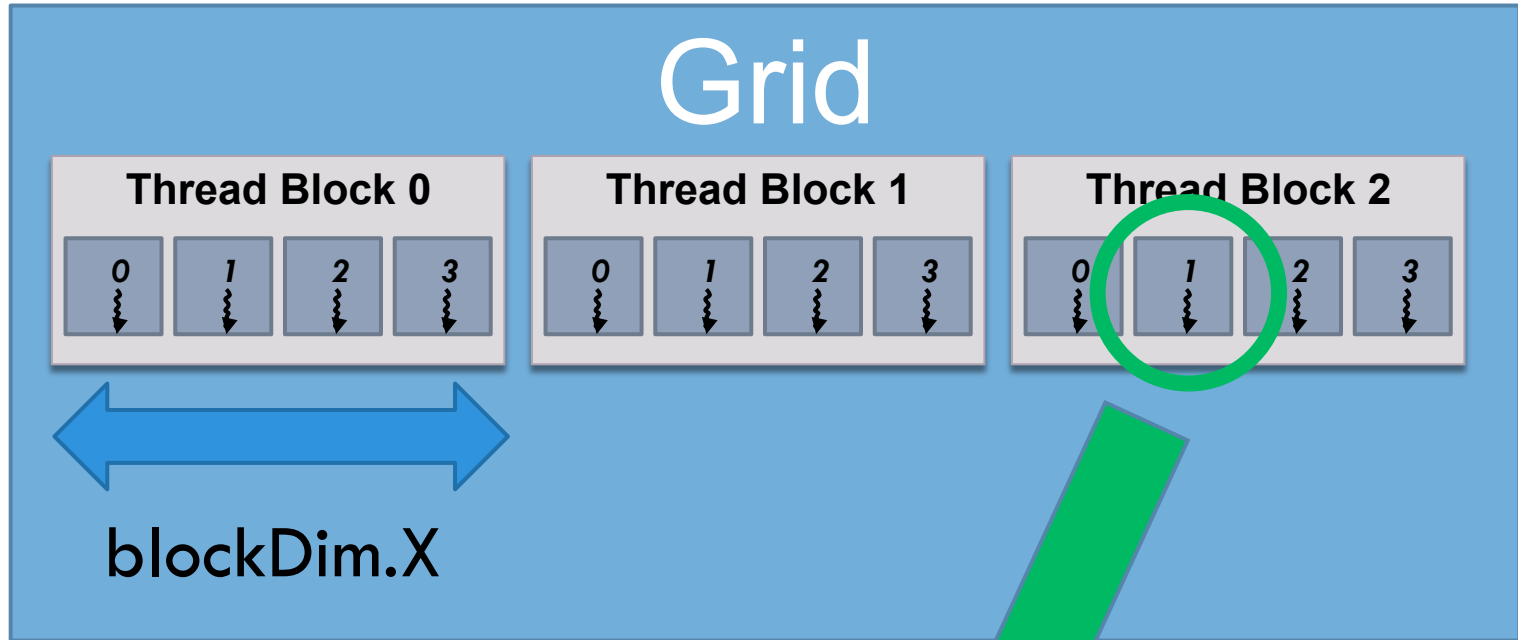 Grid
Thread Block 0
Thread Block 1
Thread Block 2
0 1 2 3
0 1 2 3
0 1 2 3
blockDim.X